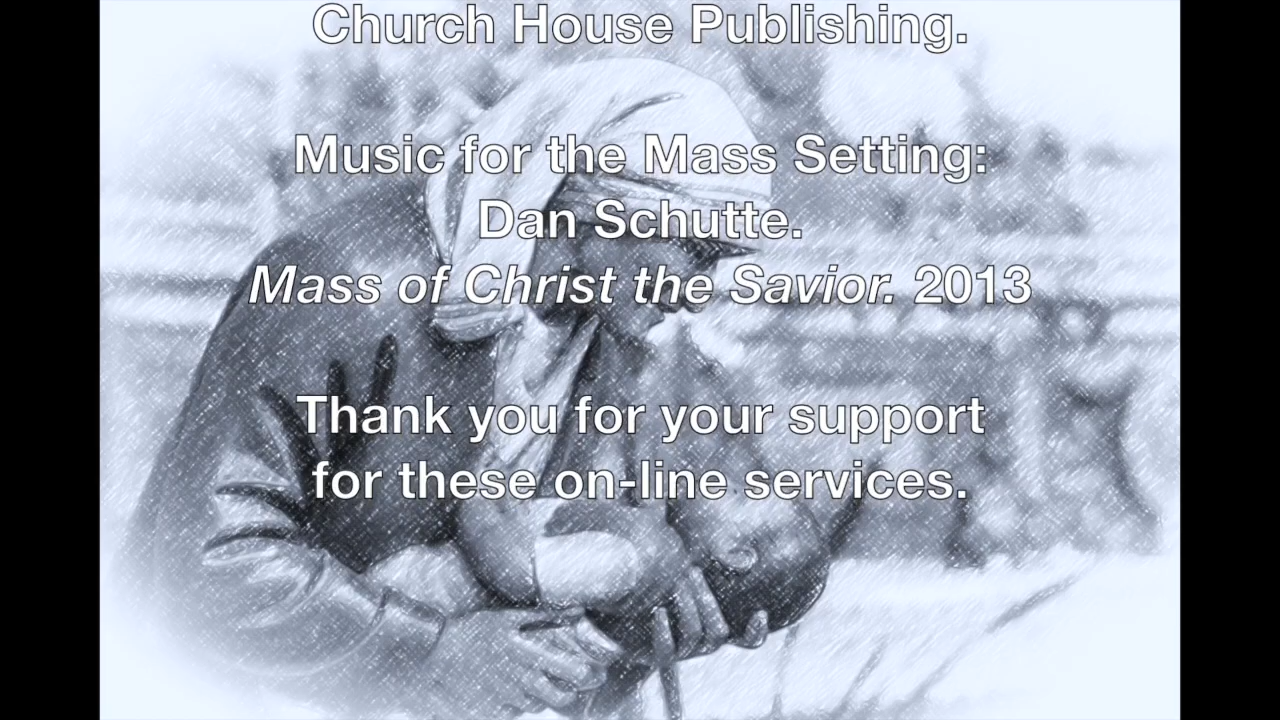 Church House Publishing.
Music for the Mass Setting:
Dan Schutte.
Mass of Christ the Savior. 2013
Thank you for your support
for these on-line services.